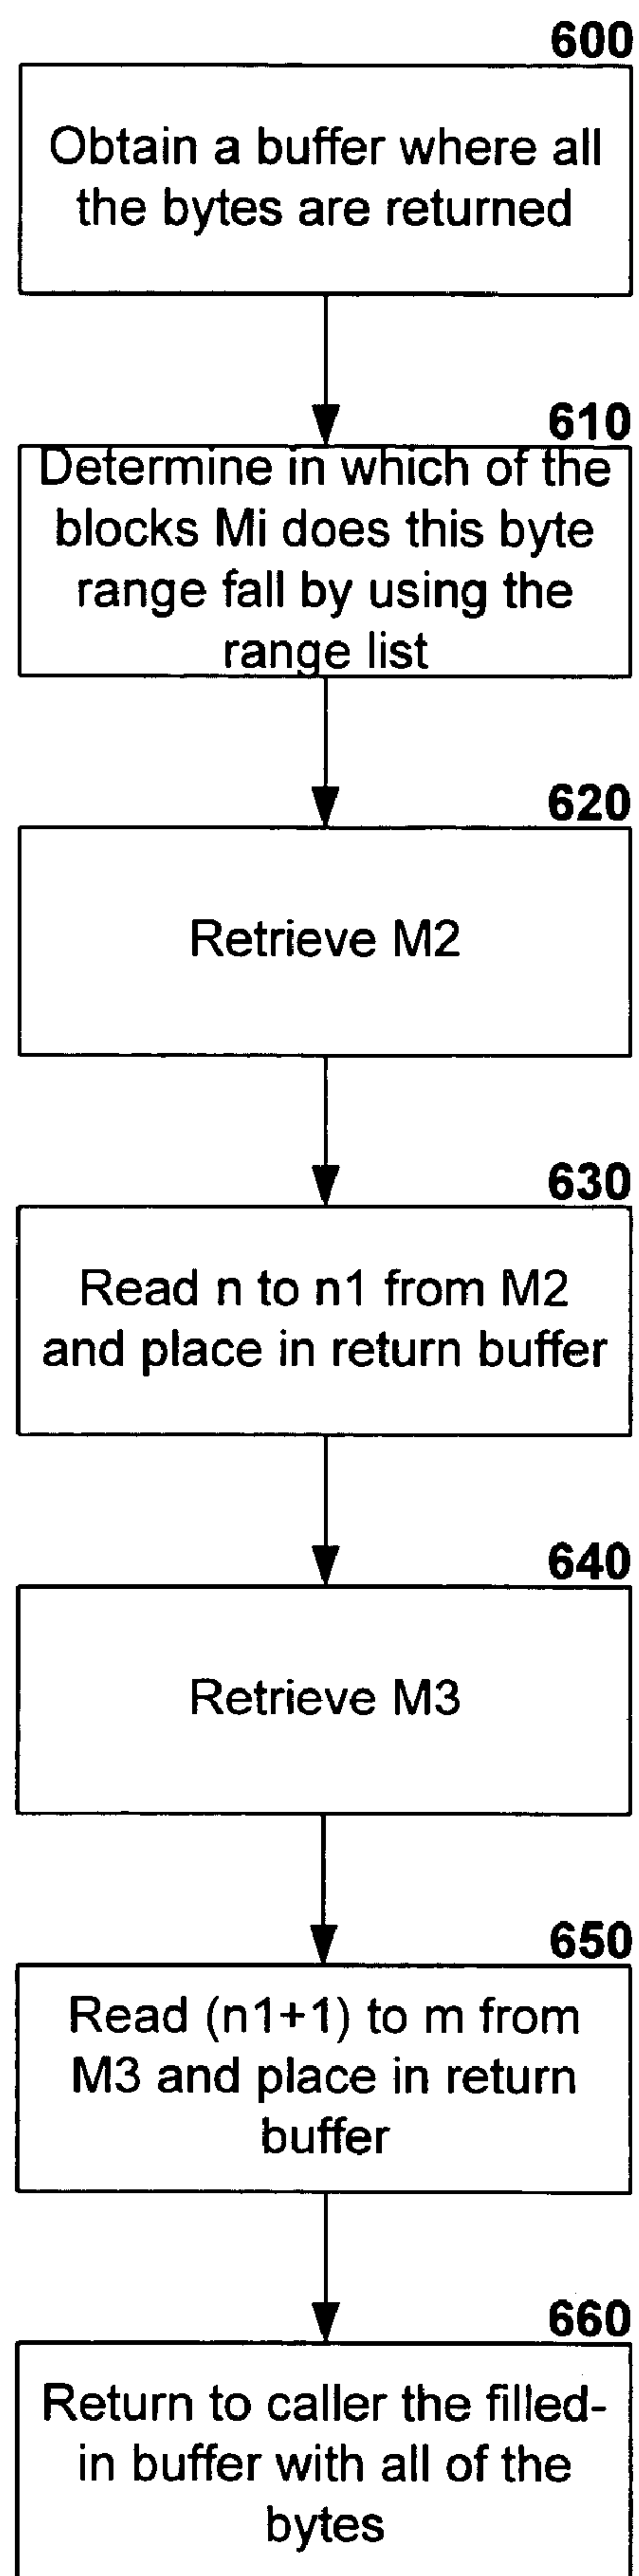 600
Obtain a buffer where all
the bytes are returned
610
Determine in which of the
blocks Mi does this byte
range fall by using the
range list
620
Retrieve M2
630
Read n to n1 from M2
and place in return buffer
640
Retrieve M3
650
Read (n1+1) to m from
M3 and place in return
buffer
660
Return to caller the filled-
in buffer with all of the
bytes